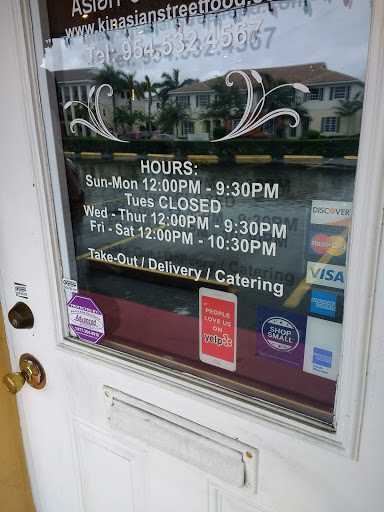 www.kiaasianstreetfood.c
Tel: 954.532.4567
HOURS:
Sun-Mon 12:00PM - 9:30PM
Tues CLOSED
Wed - Thur 12:00PM - 9:30PM
Fri - Sat 12:00PM - 10:30PM
Take-Out / Delivery / Catering
DISCOVER
MasterCard
VISA
PEOPLE
LOVE US
ON
yelp
SHOP
SMALL
Advanced